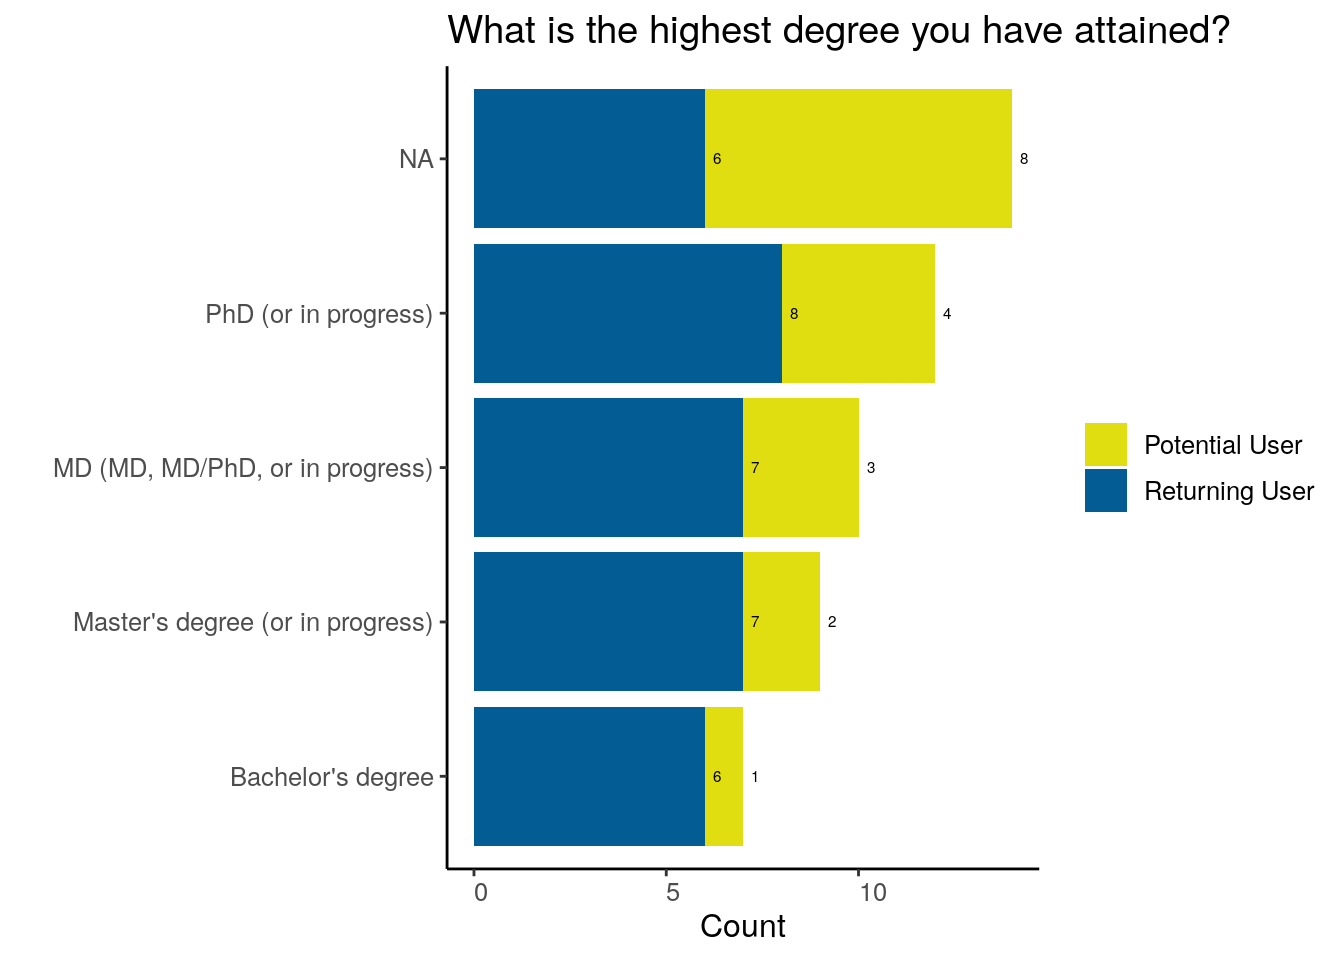 What is the highest degree you have attained?
NA
6
8
PhD (or in progress)
8
4
MD (MD, MD/PhD, or in progress)
7
3
Master's degree (or in progress)
7
2
Bachelor's degree
6
1
0
5
10
Count
Potential User
Returning User